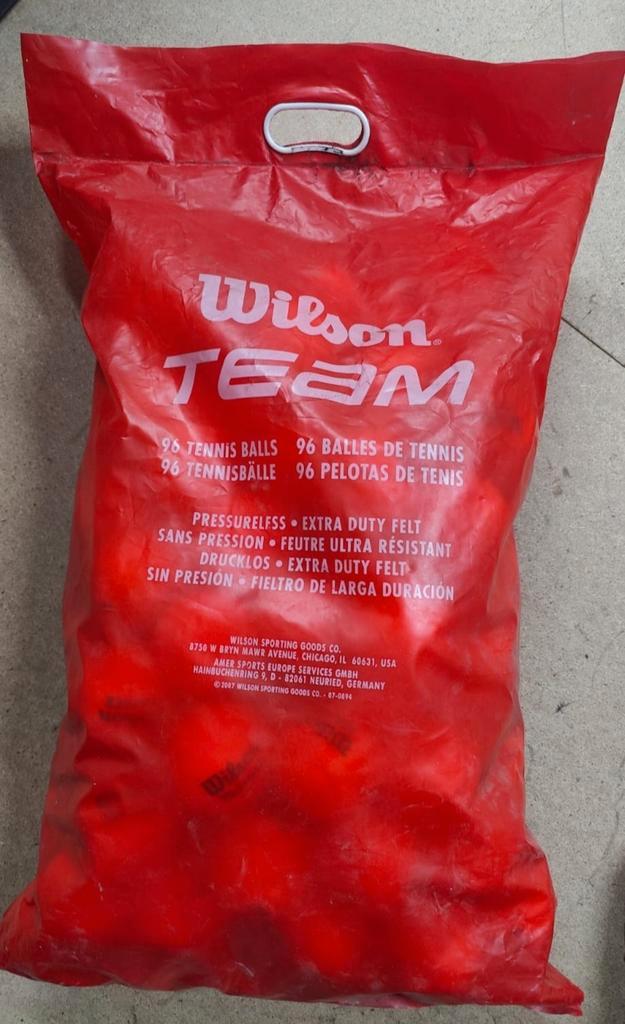 Wilson
TEAM
96 TENNIS BALLS 96 BALLES DE TENNIS
96 TENNISBÄLLE 96 PELOTAS DE TENIS
PRESSURELESS • EXTRA DUTY FELT
SANS PRESSION • FEUTRE ULTRA RÉSISTANT
DRUCKLOS • EXTRA DUTY FELT
SIN PRESIÓN • FIELTRO DE LARGA DURACIÓN
WILSON SPORTING GOODS CO.
8750 W BRYN MAWR AVENUE, CHICAGO, IL 60631, USA
AMER SPORTS EUROPE SERVICES GMBH
HAINBUCHENRING 9, D - 82061 NEURIED, GERMANY
© 2007 WILSON SPORTING GOODS CO. - 07-0894
Wilson